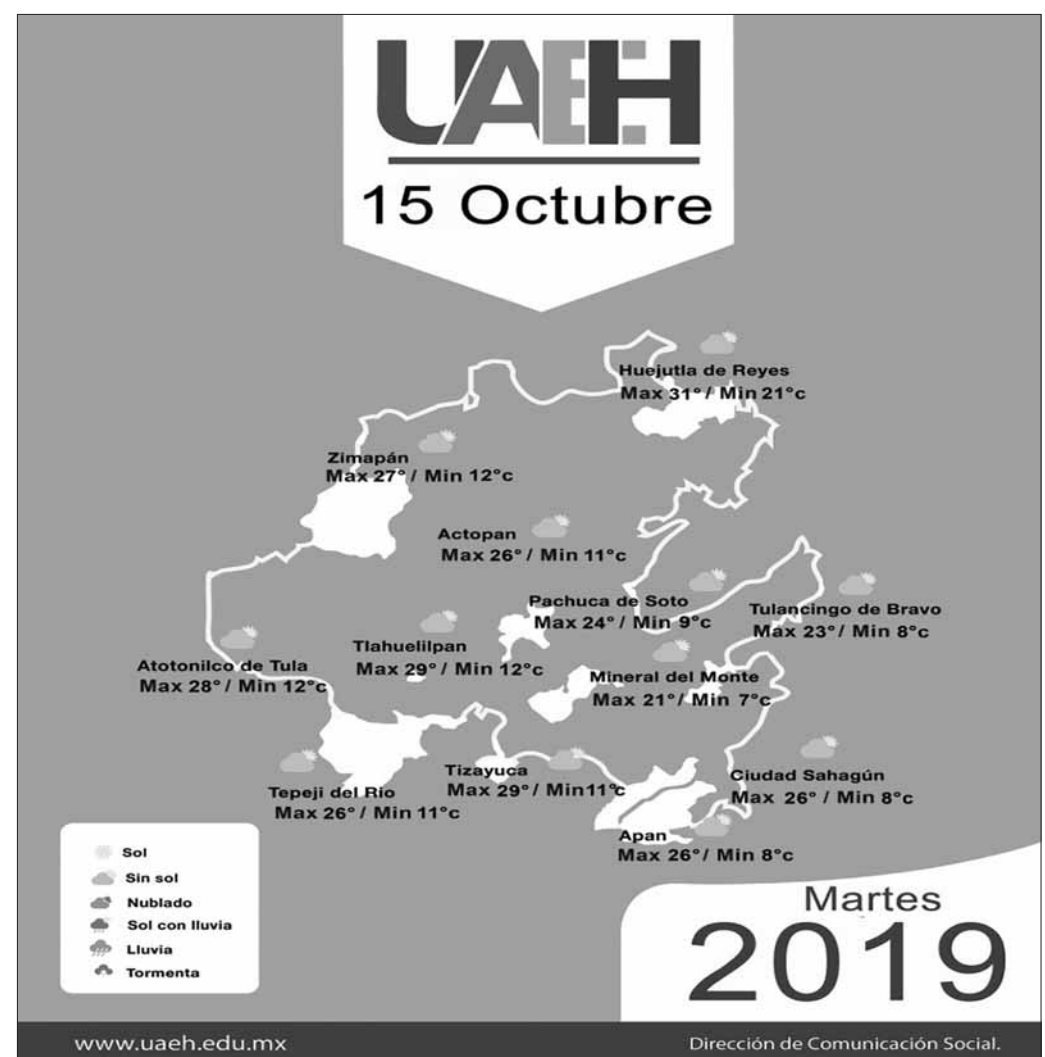 UAEH
15 Octubre
Huejutla de Reyes
Max 31° / Min 21°c
Zimapán
Max 27° / Min 12°c
Actopan
Max 26° / Min 11°c
Pachuca de Soto
Max 24° / Min 9°c
Tulancingo de Bravo
Max 23° / Min 8°c
Tlahuelilpan
Max 29° / Min 12°c
Atotonilco de Tula
Max 28° / Min 12°c
Mineral del Monte
Max 21° / Min 7°c
Tizayuca
Max 29° / Min11°c
Ciudad Sahagún
Max 26° / Min 8°c
Tepeji del Río
Max 26° / Min 11°c
Apan
Max 26° / Min 8°c
Sol
Sin sol
Nublado
Sol con lluvia
Lluvia
Tormenta
Martes
2019
www.uaeh.edu.mx
Dirección de Comunicación Social.